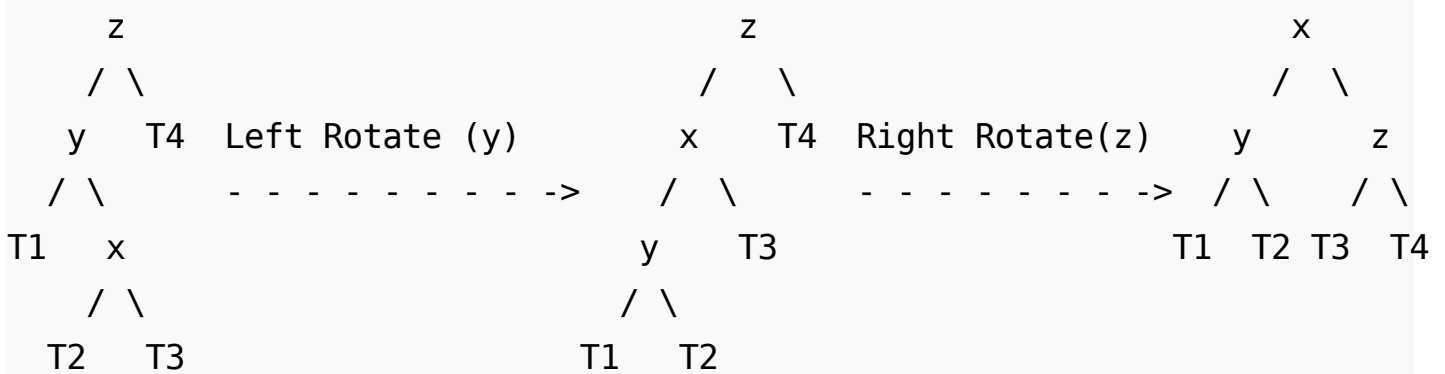 z z x
/ \ / \ / \
y T4 Left Rotate (y) x T4 Right Rotate(z) y z
/ \ - - - - - - - - -> / \ - - - - - - - -> / \ / \
T1 x y T3 T1 T2 T3 T4
/ \ / \
T2 T3 T1 T2